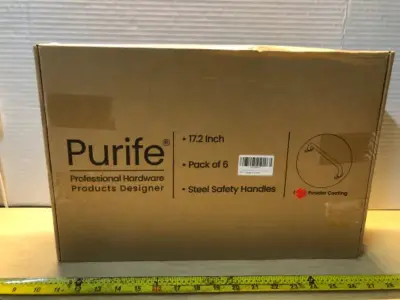 Purife®
Professional Hardware
Products Designer
• 17.2 Inch
• Pack of 6
• Steel Safety Handles
Powder Coating